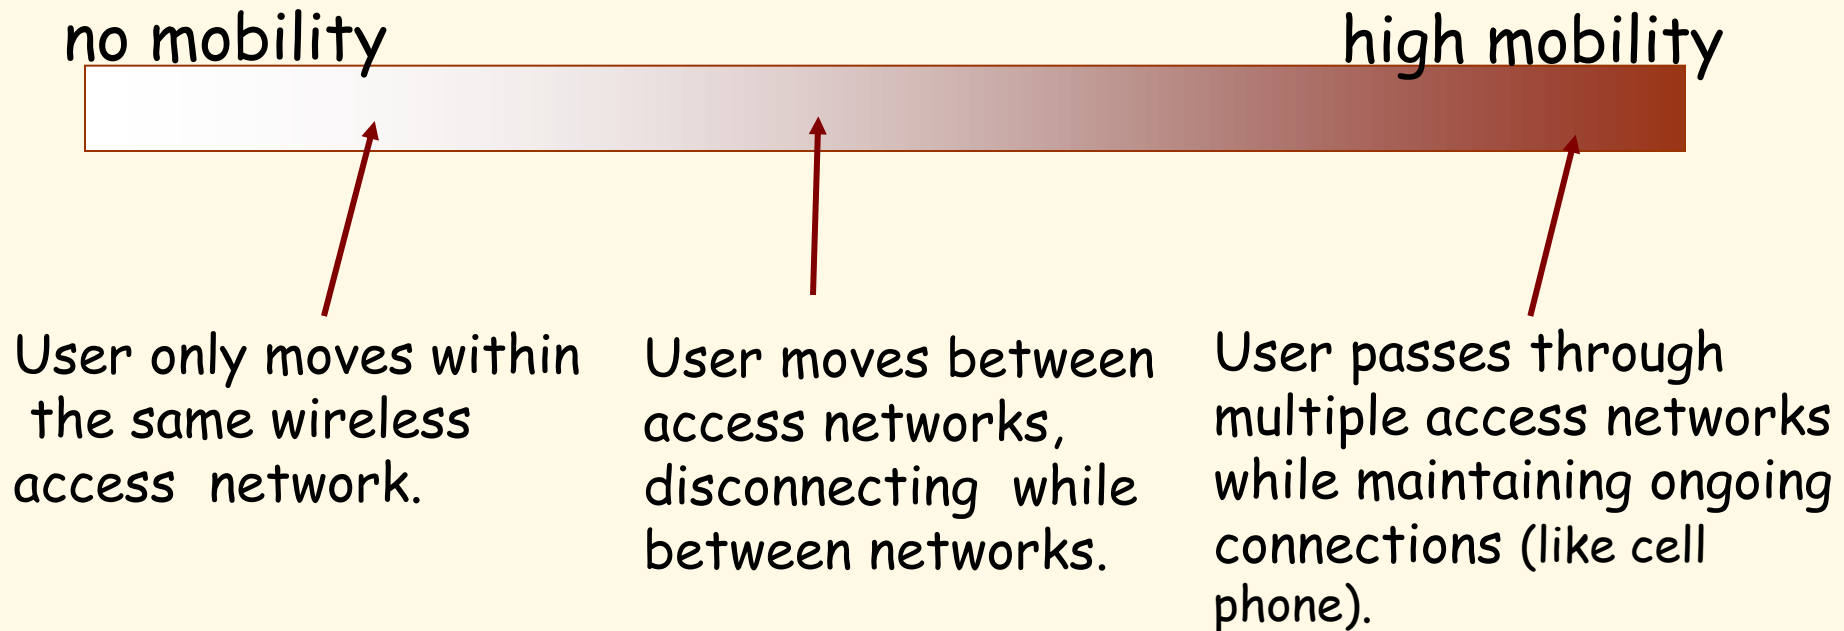 no mobility
high mobility
User only moves within
the same wireless
access network.
User moves between
access networks,
disconnecting while
between networks.
User passes through
multiple access networks
while maintaining ongoing
connections (like cell
phone).